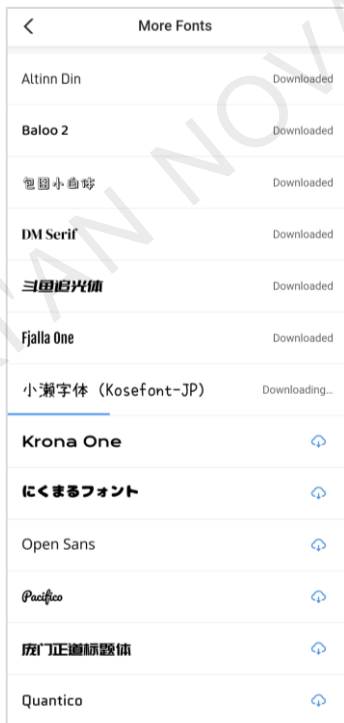 More Fonts
Altinn Din Downloaded
Baloo 2 Downloaded
包图小白体 Downloaded
DM Serif Downloaded
斗鱼追光体 Downloaded
Fjalla One Downloaded
小濑字体 (Kosefont-JP) Downloading...
Krona One
にくまるフォント
Open Sans
Pacifico
庞门正道标题体
Quantico